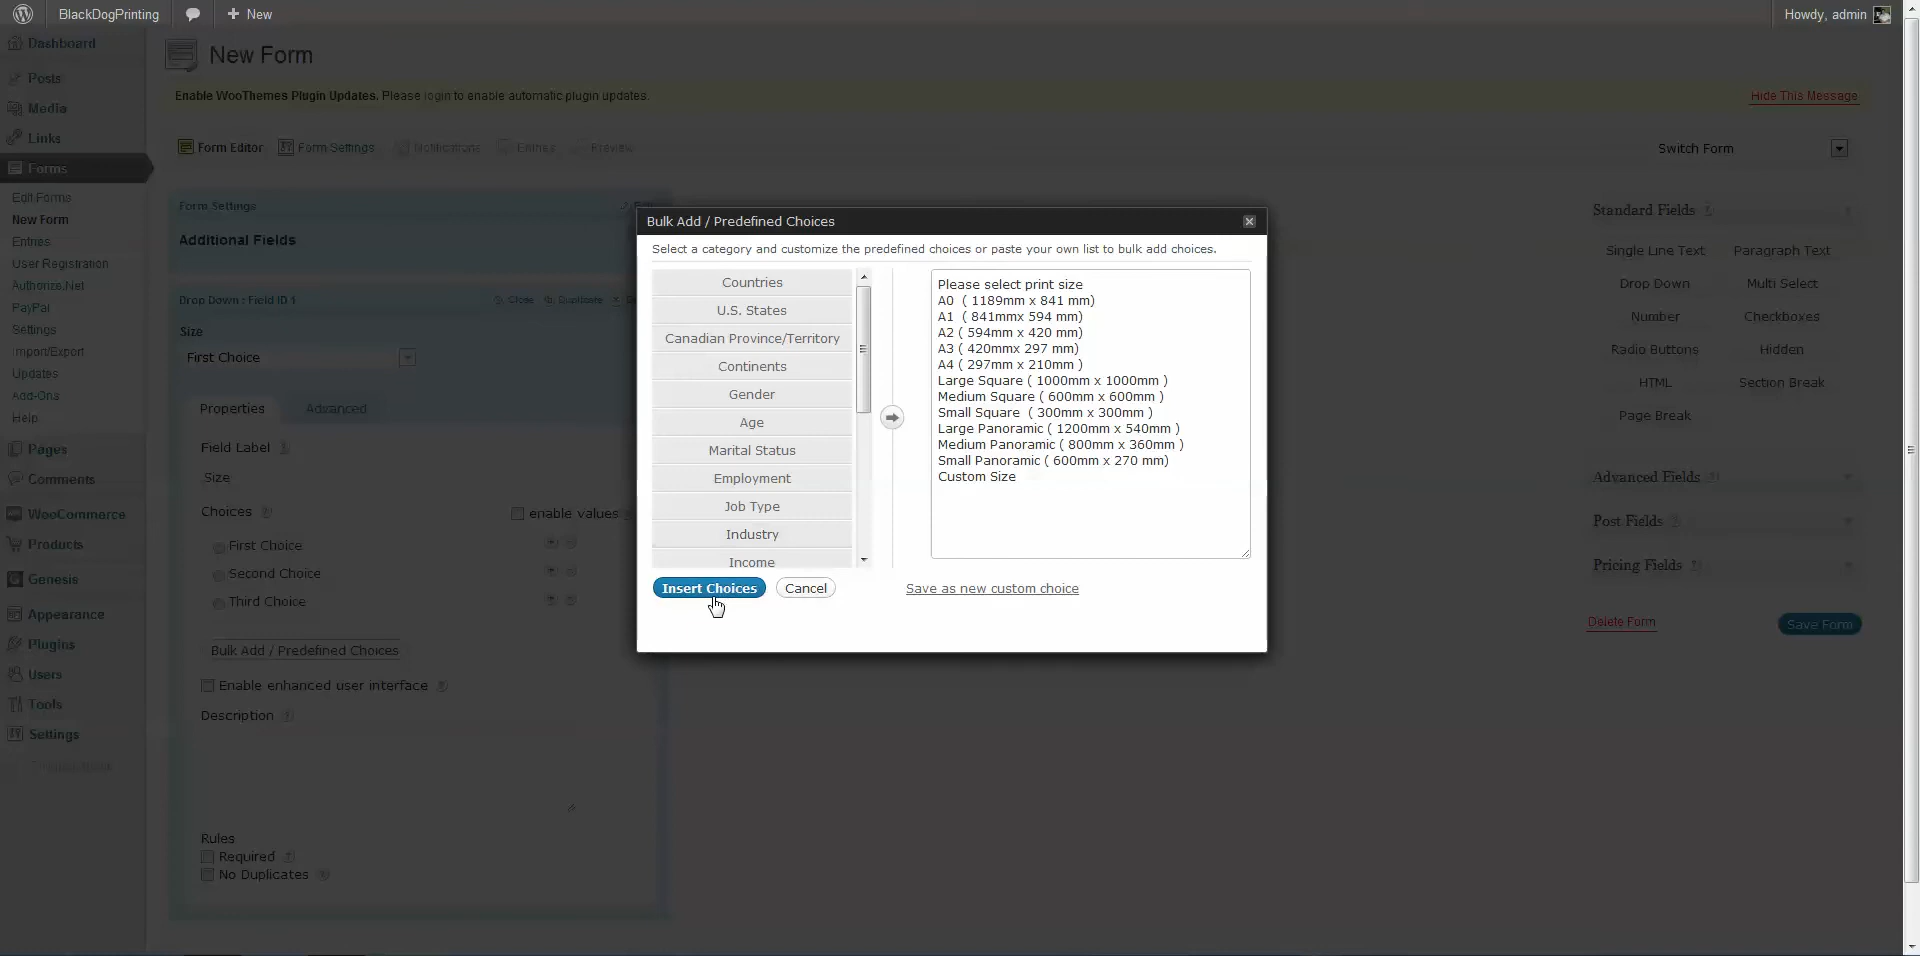 BlackDogPrinting
New
Howdy, admin
Dashboard
Posts
Media
Links
Forms
Edit Forms
New Form
Entries
User Registration
Authorize.Net
PayPal
Settings
Import/Export
Updates
Add-Ons
Help
Pages
Comments
WooCommerce
Products
Genesis
Appearance
Plugins
Users
Tools
Settings
New Form
Enable WooThemes Plugin Updates. Please login to enable automatic plugin updates.
Hide This Message
Form Editor
Form Settings
Notifications
Entries
Preview
Switch Form
Form Settings
Additional Fields
Drop Down : Field ID 1
Close
Duplicate
Size
First Choice
Properties
Advanced
Field Label
Size
Choices
enable values
First Choice
Second Choice
Third Choice
Bulk Add / Predefined Choices
Enable enhanced user interface
Description
Rules
Required
No Duplicates
Bulk Add / Predefined Choices
Select a category and customize the predefined choices or paste your own list to bulk add choices.
Countries
U.S. States
Canadian Province/Territory
Continents
Gender
Age
Marital Status
Employment
Job Type
Industry
Income
Please select print size
A0  ( 1189mm x 841 mm)
A1  ( 841mmx 594 mm)
A2 ( 594mm x 420 mm)
A3 ( 420mmx 297 mm)
A4 ( 297mm x 210mm )
Large Square ( 1000mm x 1000mm )
Medium Square ( 600mm x 600mm )
Small Square  ( 300mm x 300mm )
Large Panoramic ( 1200mm x 540mm )
Medium Panoramic ( 800mm x 360mm )
Small Panoramic ( 600mm x 270 mm)
Custom Size
Insert Choices
Cancel
Save as new custom choice
Standard Fields
Single Line Text
Paragraph Text
Drop Down
Multi Select
Number
Checkboxes
Radio Buttons
Hidden
HTML
Section Break
Page Break
Advanced Fields
Post Fields
Pricing Fields
Delete Form
Save Form